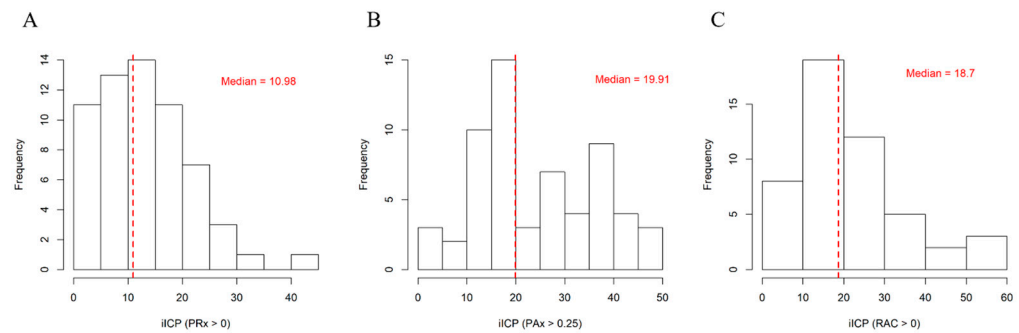 A
Median = 10.98
Frequency
0
2
4
6
8
10
12
14
0 10 20 30 40
iICP (PRx > 0)
B
Median = 19.91
Frequency
0
5
10
15
0 10 20 30 40 50
iICP (PAx > 0.25)
C
Median = 18.7
Frequency
0
5
10
15
0 10 20 30 40 50 60
iICP (RAC > 0)